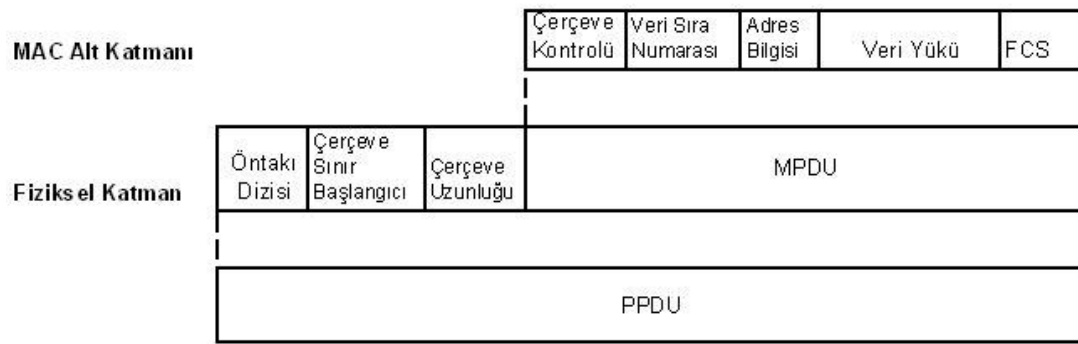 MAC Alt Katmanı
Çerçeve Kontrolü
Veri Sıra Numarası
Adres Bilgisi
Veri Yükü
FCS
Fiziksel Katman
Öntakı Dizisi
Çerçeve Sınır Başlangıcı
Çerçeve Uzunluğu
MPDU
PPDU